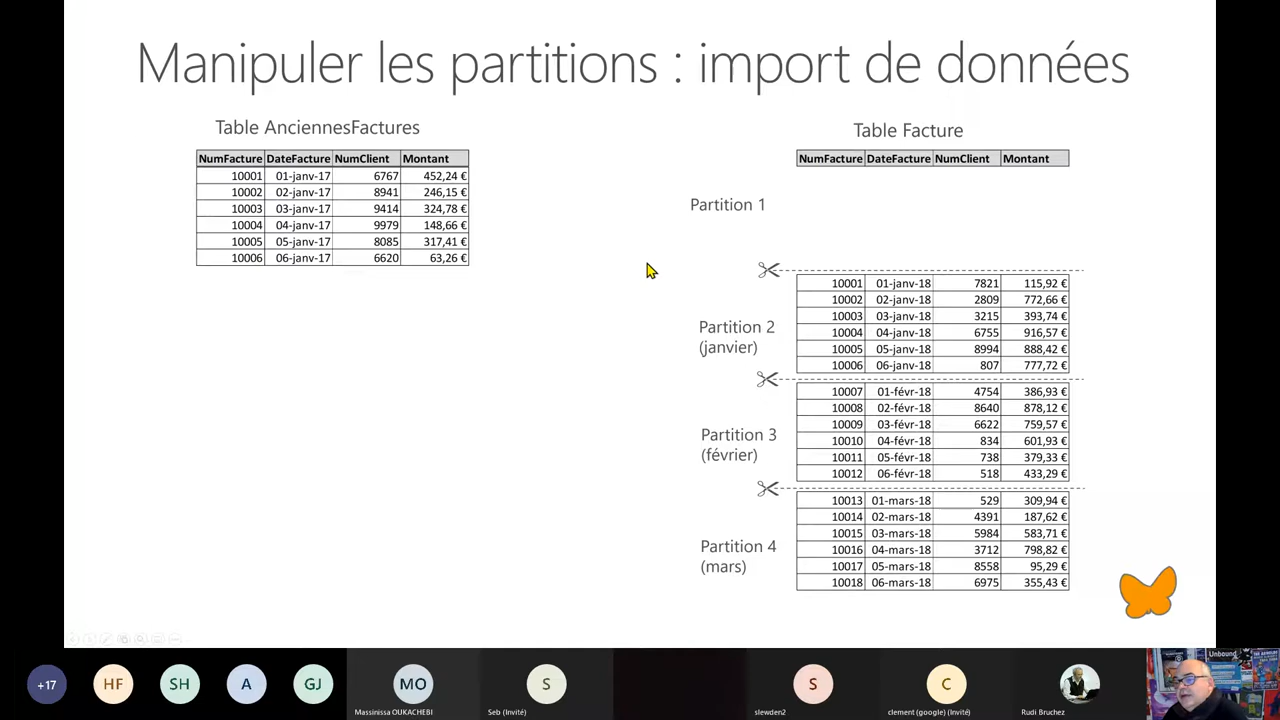 Manipuler les partitions : import de données
Table AnciennesFactures
NumFacture DateFacture NumClient Montant
10001 01-janv-17 6767 452,24 €
10002 02-janv-17 8941 246,15 €
10003 03-janv-17 9414 324,78 €
10004 04-janv-17 9979 148,66 €
10005 05-janv-17 8085 317,41 €
10006 06-janv-17 6620 63,26 €
Table Facture
NumFacture DateFacture NumClient Montant
Partition 1
Partition 2
(janvier)
10001 01-janv-18 7821 115,92 €
10002 02-janv-18 2809 772,66 €
10003 03-janv-18 3215 393,74 €
10004 04-janv-18 6755 916,57 €
10005 05-janv-18 8994 888,42 €
10006 06-janv-18 807 777,72 €
Partition 3
(février)
10007 01-févr-18 4754 386,93 €
10008 02-févr-18 8640 878,12 €
10009 03-févr-18 6622 759,57 €
10010 04-févr-18 834 601,93 €
10011 05-févr-18 738 379,33 €
10012 06-févr-18 518 433,29 €
Partition 4
(mars)
10013 01-mars-18 529 309,94 €
10014 02-mars-18 4391 187,62 €
10015 03-mars-18 5984 583,71 €
10016 04-mars-18 3712 798,82 €
10017 05-mars-18 8558 95,29 €
10018 06-mars-18 6975 355,43 €
+17 HF SH A GJ MO S S C
Massinissa OUKACHEBI Seb (Invité) slewden2 clement (google) (Invité) Rudi Bruchez
Unbound